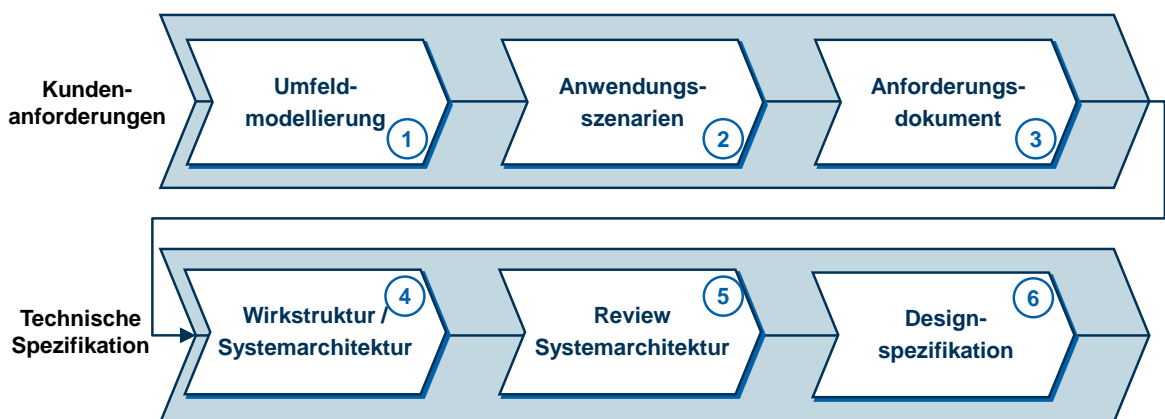 Kunden-
anforderungen
Umfeld-
modellierung
1
Anwendungs-
szenarien
2
Anforderungs-
dokument
3
Technische
Spezifikation
Wirkstruktur /
Systemarchitektur
4
Review
Systemarchitektur
5
Design-
spezifikation
6